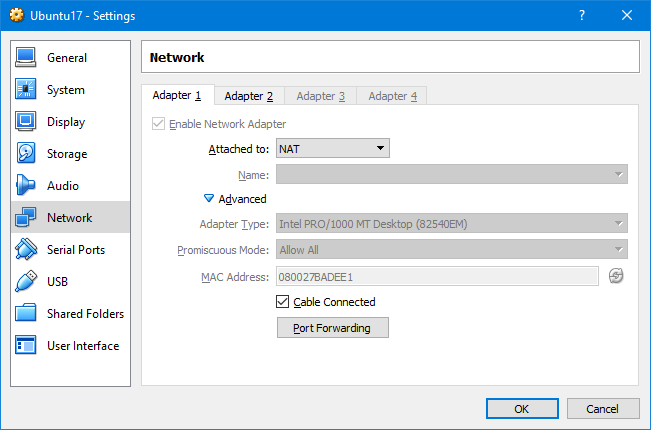 Ubuntu17 - Settings
General
System
Display
Storage
Audio
Network
Serial Ports
USB
Shared Folders
User Interface
Network
Adapter 1 Adapter 2 Adapter 3 Adapter 4
Enable Network Adapter
Attached to: NAT
Name:
Advanced
Adapter Type: Intel PRO/1000 MT Desktop (82540EM)
Promiscuous Mode: Allow All
MAC Address: 080027BADEE1
Cable Connected
Port Forwarding
OK Cancel